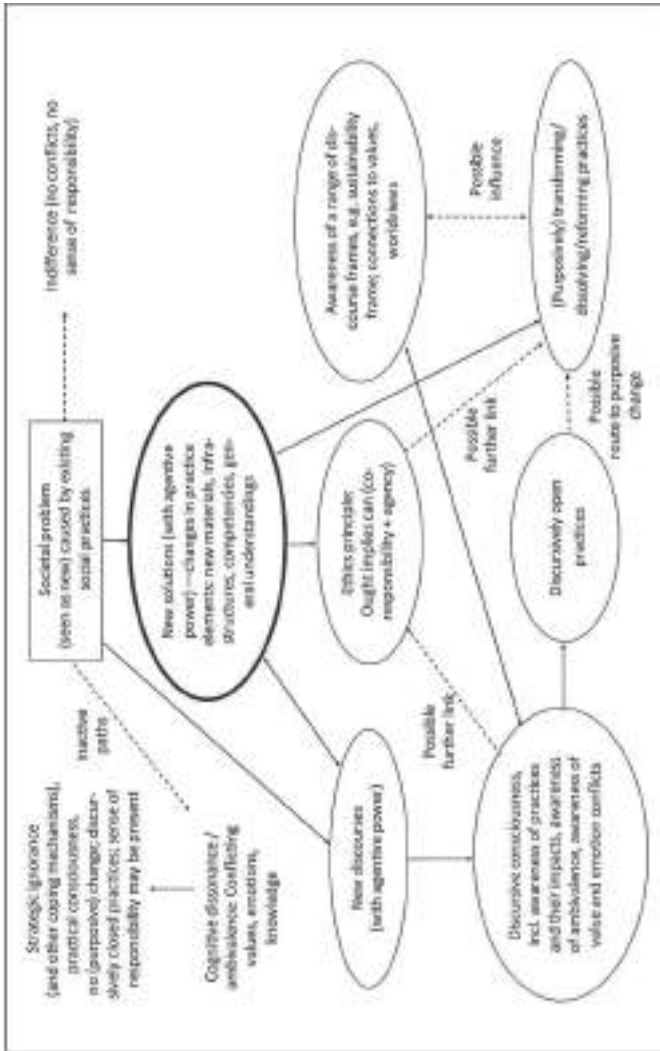 Strategic ignorance
(and other coping mechanisms),
practical consciousness,
no (purposive) change; discur-
sively closed practices; sense of
responsibility may be present
Inactive
paths
Societal problem
(seen as new) caused by existing
social practices
Indifference (no conflicts, no
sense of responsibility)
Cognitive dissonance /
ambivalence: Conflicting
values, emotions,
knowledge
New solutions (with agentive
power) —changes in practice
elements: new materials, infra-
structures, competencies, gen-
eral understandings
New discourses
(with agentive power)
Ethics principle:
Ought implies can (co-
responsibility + agency)
Awareness of a range of dis-
course frames, e.g. sustainability
frame; connections to values,
worldviews
Possible
further link
Possible
further link
Possible
influence
Discursive consciousness,
incl. awareness of practices
and their impacts, awareness
of ambivalence, awareness of
value and emotion conflicts
Discursively open
practices
Possible
route to purposive
change
(Purposively) transforming/
dissolving/reforming practices